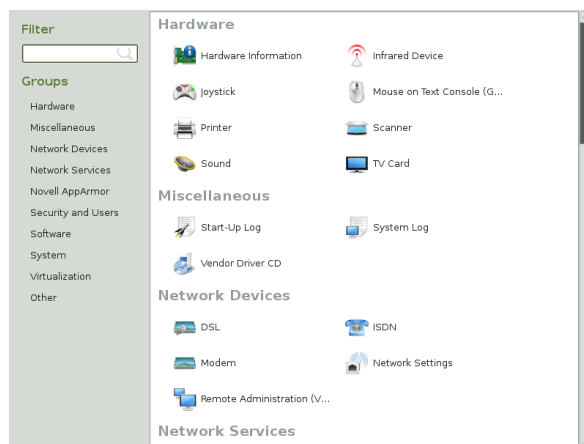 Filter
Groups
Hardware
Miscellaneous
Network Devices
Network Services
Novell AppArmor
Security and Users
Software
System
Virtualization
Other
Hardware
Hardware Information
Infrared Device
Joystick
Mouse on Text Console (G...
Printer
Scanner
Sound
TV Card
Miscellaneous
Start-Up Log
System Log
Vendor Driver CD
Network Devices
DSL
ISDN
Modem
Network Settings
Remote Administration (V...
Network Services